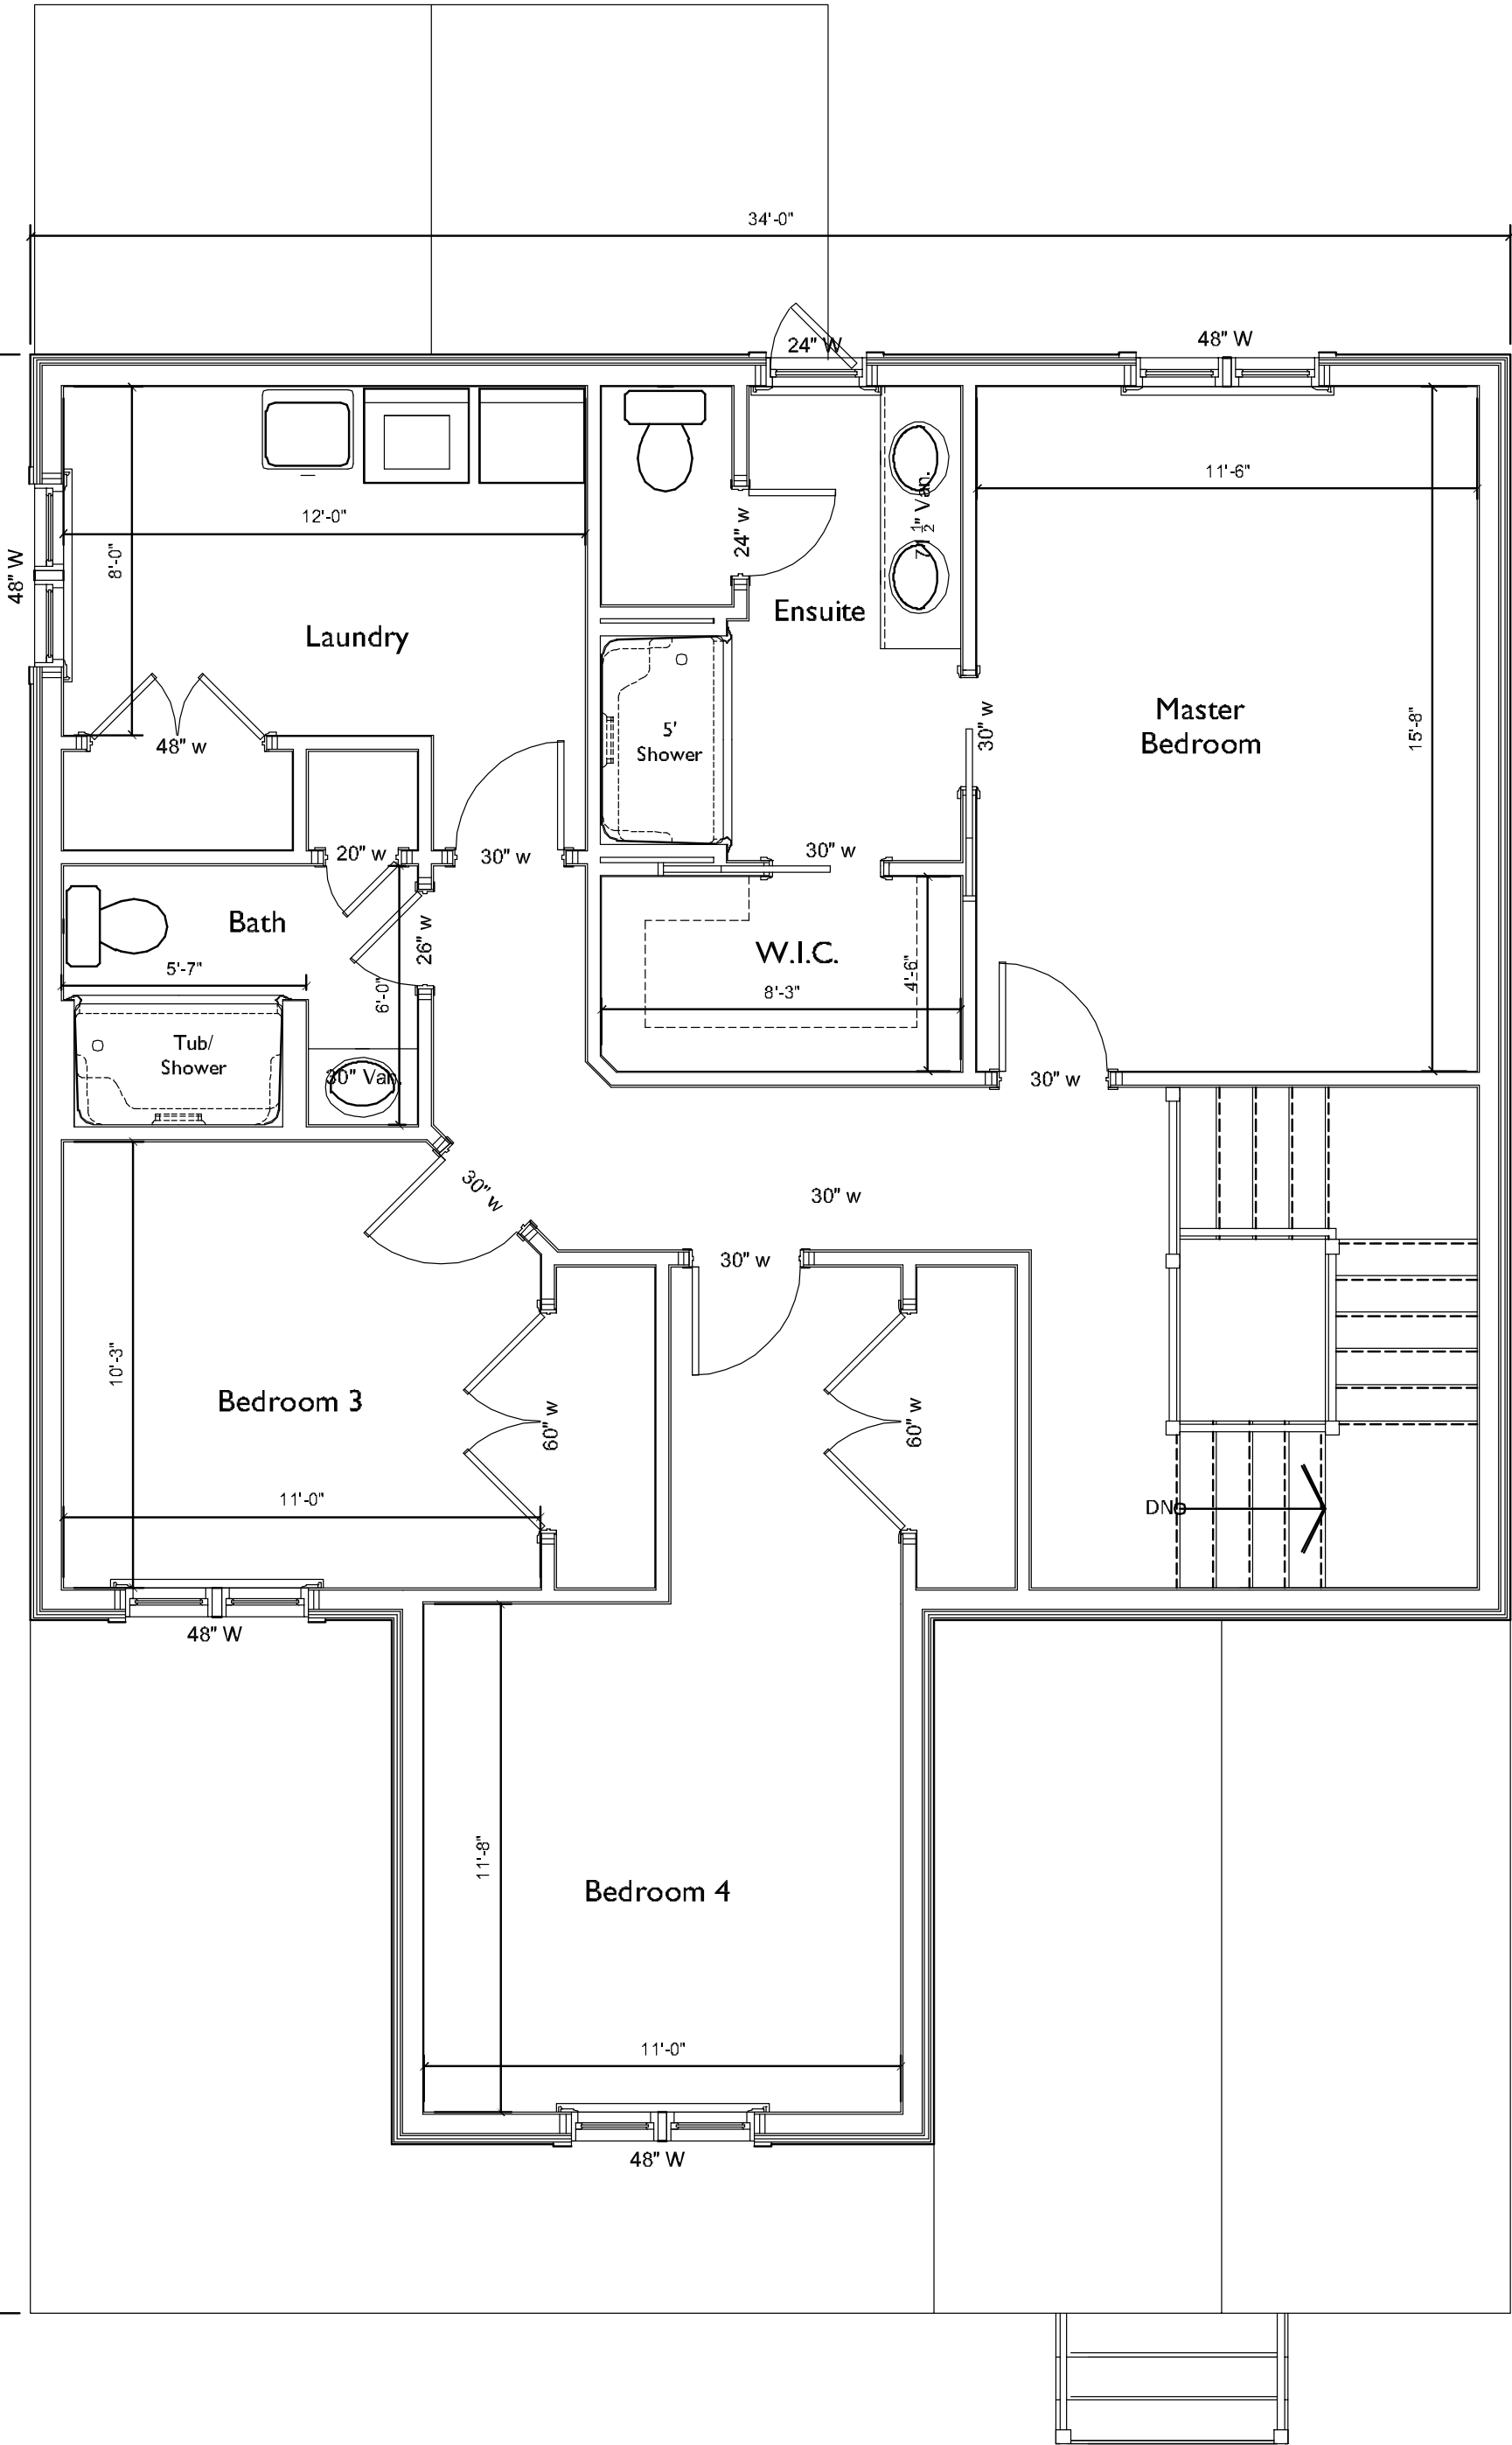 34'-0"
24" W
48" W
11'-6"
12'-0"
8'-0"
48" W
24" w
71 1/2" Van.
Ensuite
Laundry
Master
Bedroom
15'-8"
30" w
5'
Shower
48" w
20" w
30" w
30" w
Bath
26" w
W.I.C.
4'-6"
5'-7"
6'-0"
8'-3"
Tub/
Shower
30" Van.
30" w
30" w
30" w
30" w
10'-3"
Bedroom 3
60" w
60" w
11'-0"
DN
48" W
11'-8"
Bedroom 4
11'-0"
48" W